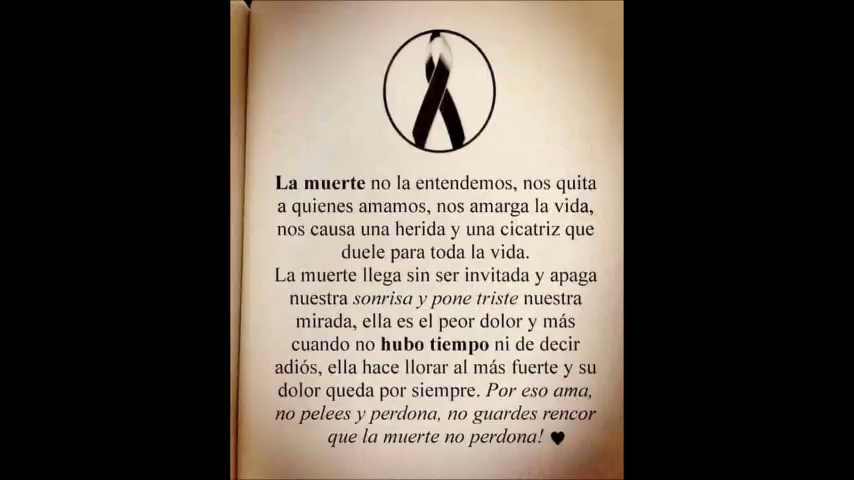 La muerte no la entendemos, nos quita
a quienes amamos, nos amarga la vida,
nos causa una herida y una cicatriz que
duele para toda la vida.
La muerte llega sin ser invitada y apaga
nuestra sonrisa y pone triste nuestra
mirada, ella es el peor dolor y más
cuando no hubo tiempo ni de decir
adiós, ella hace llorar al más fuerte y su
dolor queda por siempre. Por eso ama,
no pelees y perdona, no guardes rencor
que la muerte no perdona! ♥